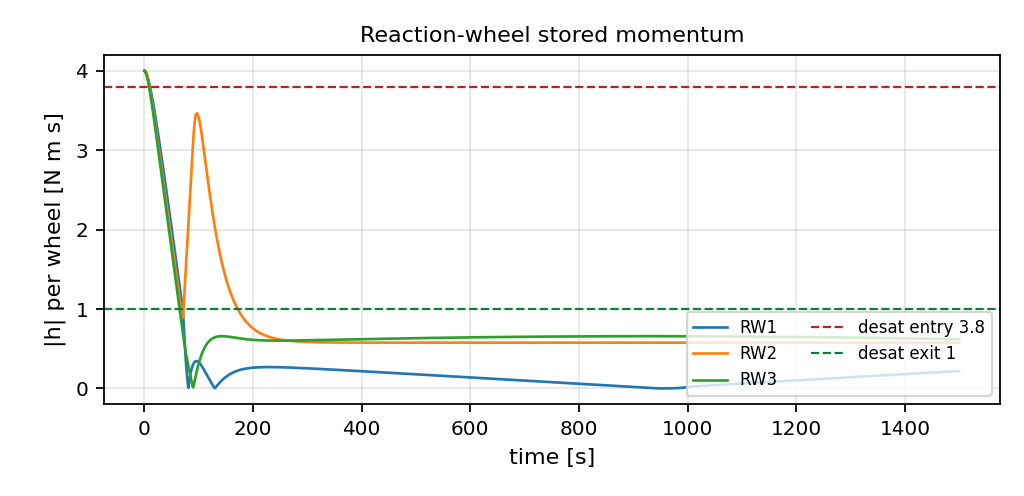 Reaction-wheel stored momentum
|h| per wheel [N m s]
4
3
2
1
0
RW1
RW2
RW3
desat entry 3.8
desat exit 1
0 200 400 600 800 1000 1200 1400
time [s]